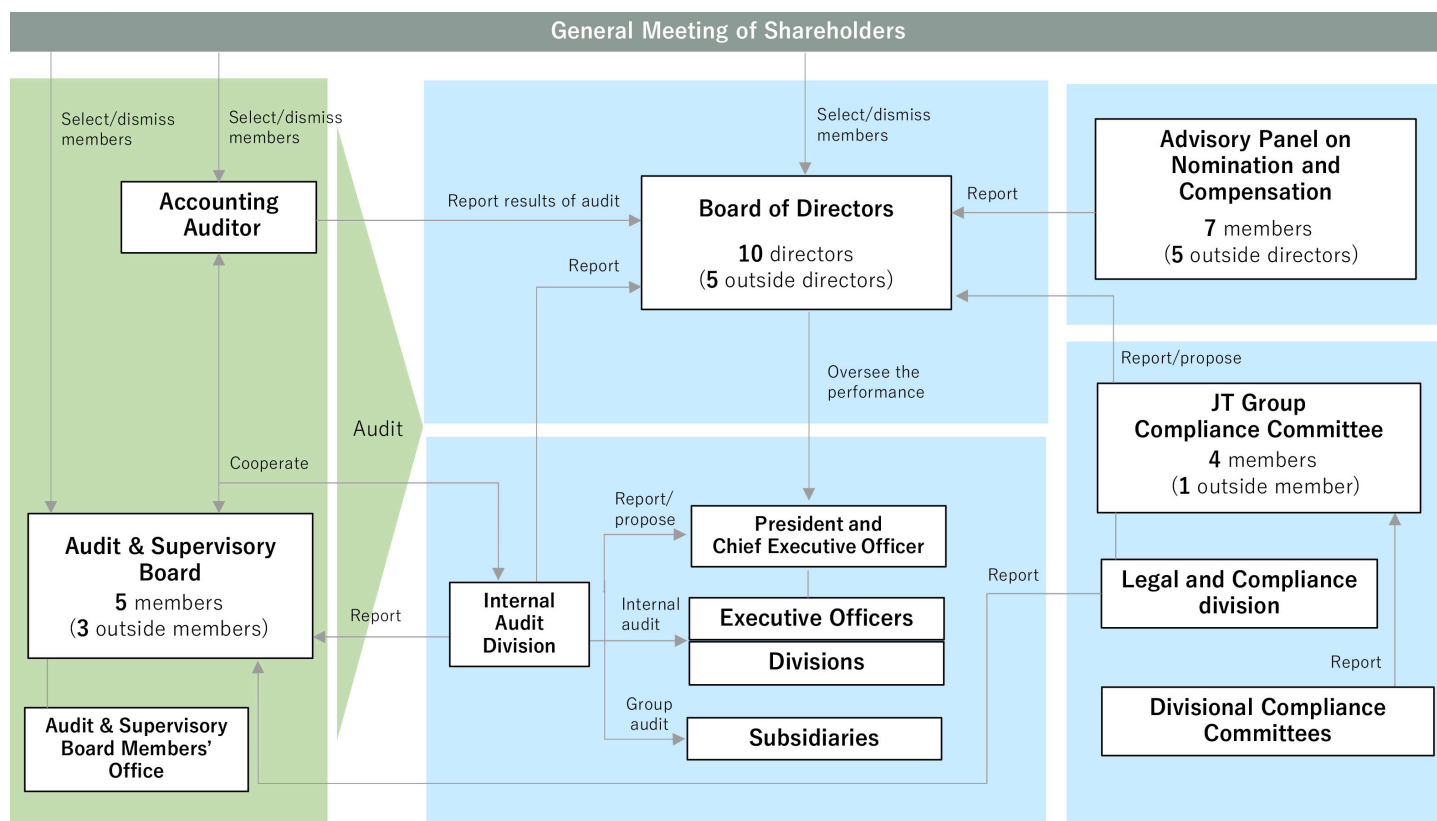 General Meeting of Shareholders
Select/dismiss
members
Select/dismiss
members
Select/dismiss
members
Accounting
Auditor
Report results of audit
Report
Board of Directors
10 directors
(5 outside directors)
Report
Advisory Panel on
Nomination and
Compensation
7 members
(5 outside directors)
Oversee the
performance
Report/propose
JT Group
Compliance Committee
4 members
(1 outside member)
Audit
Cooperate
Audit & Supervisory
Board
5 members
(3 outside members)
Report
Internal
Audit
Division
Report/
propose
President and
Chief Executive Officer
Internal
audit
Executive Officers
Divisions
Group
audit
Subsidiaries
Report
Legal and Compliance
division
Report
Divisional Compliance
Committees
Audit & Supervisory
Board Members’
Office